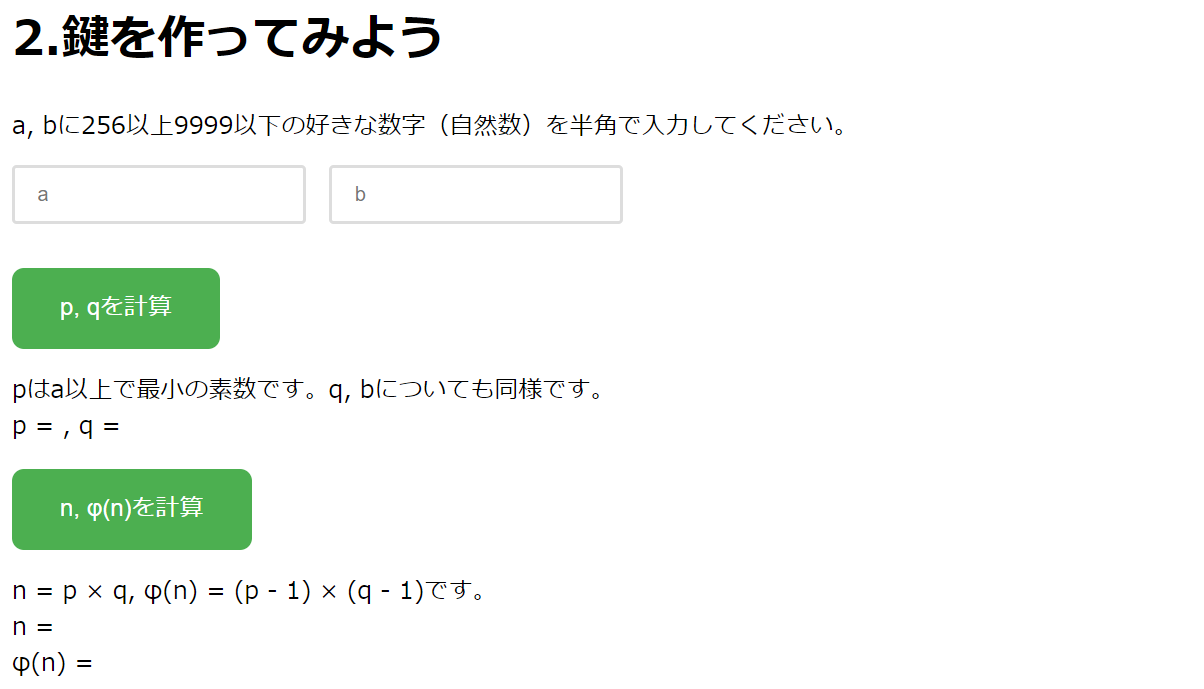 2.鍵を作ってみよう
a, bに256以上9999以下の好きな数字（自然数）を半角で入力してください。
a b
p, qを計算
pはa以上で最小の素数です。q, bについても同様です。
p = , q =
n, φ(n)を計算
n = p × q, φ(n) = (p - 1) × (q - 1)です。
n =
φ(n) =